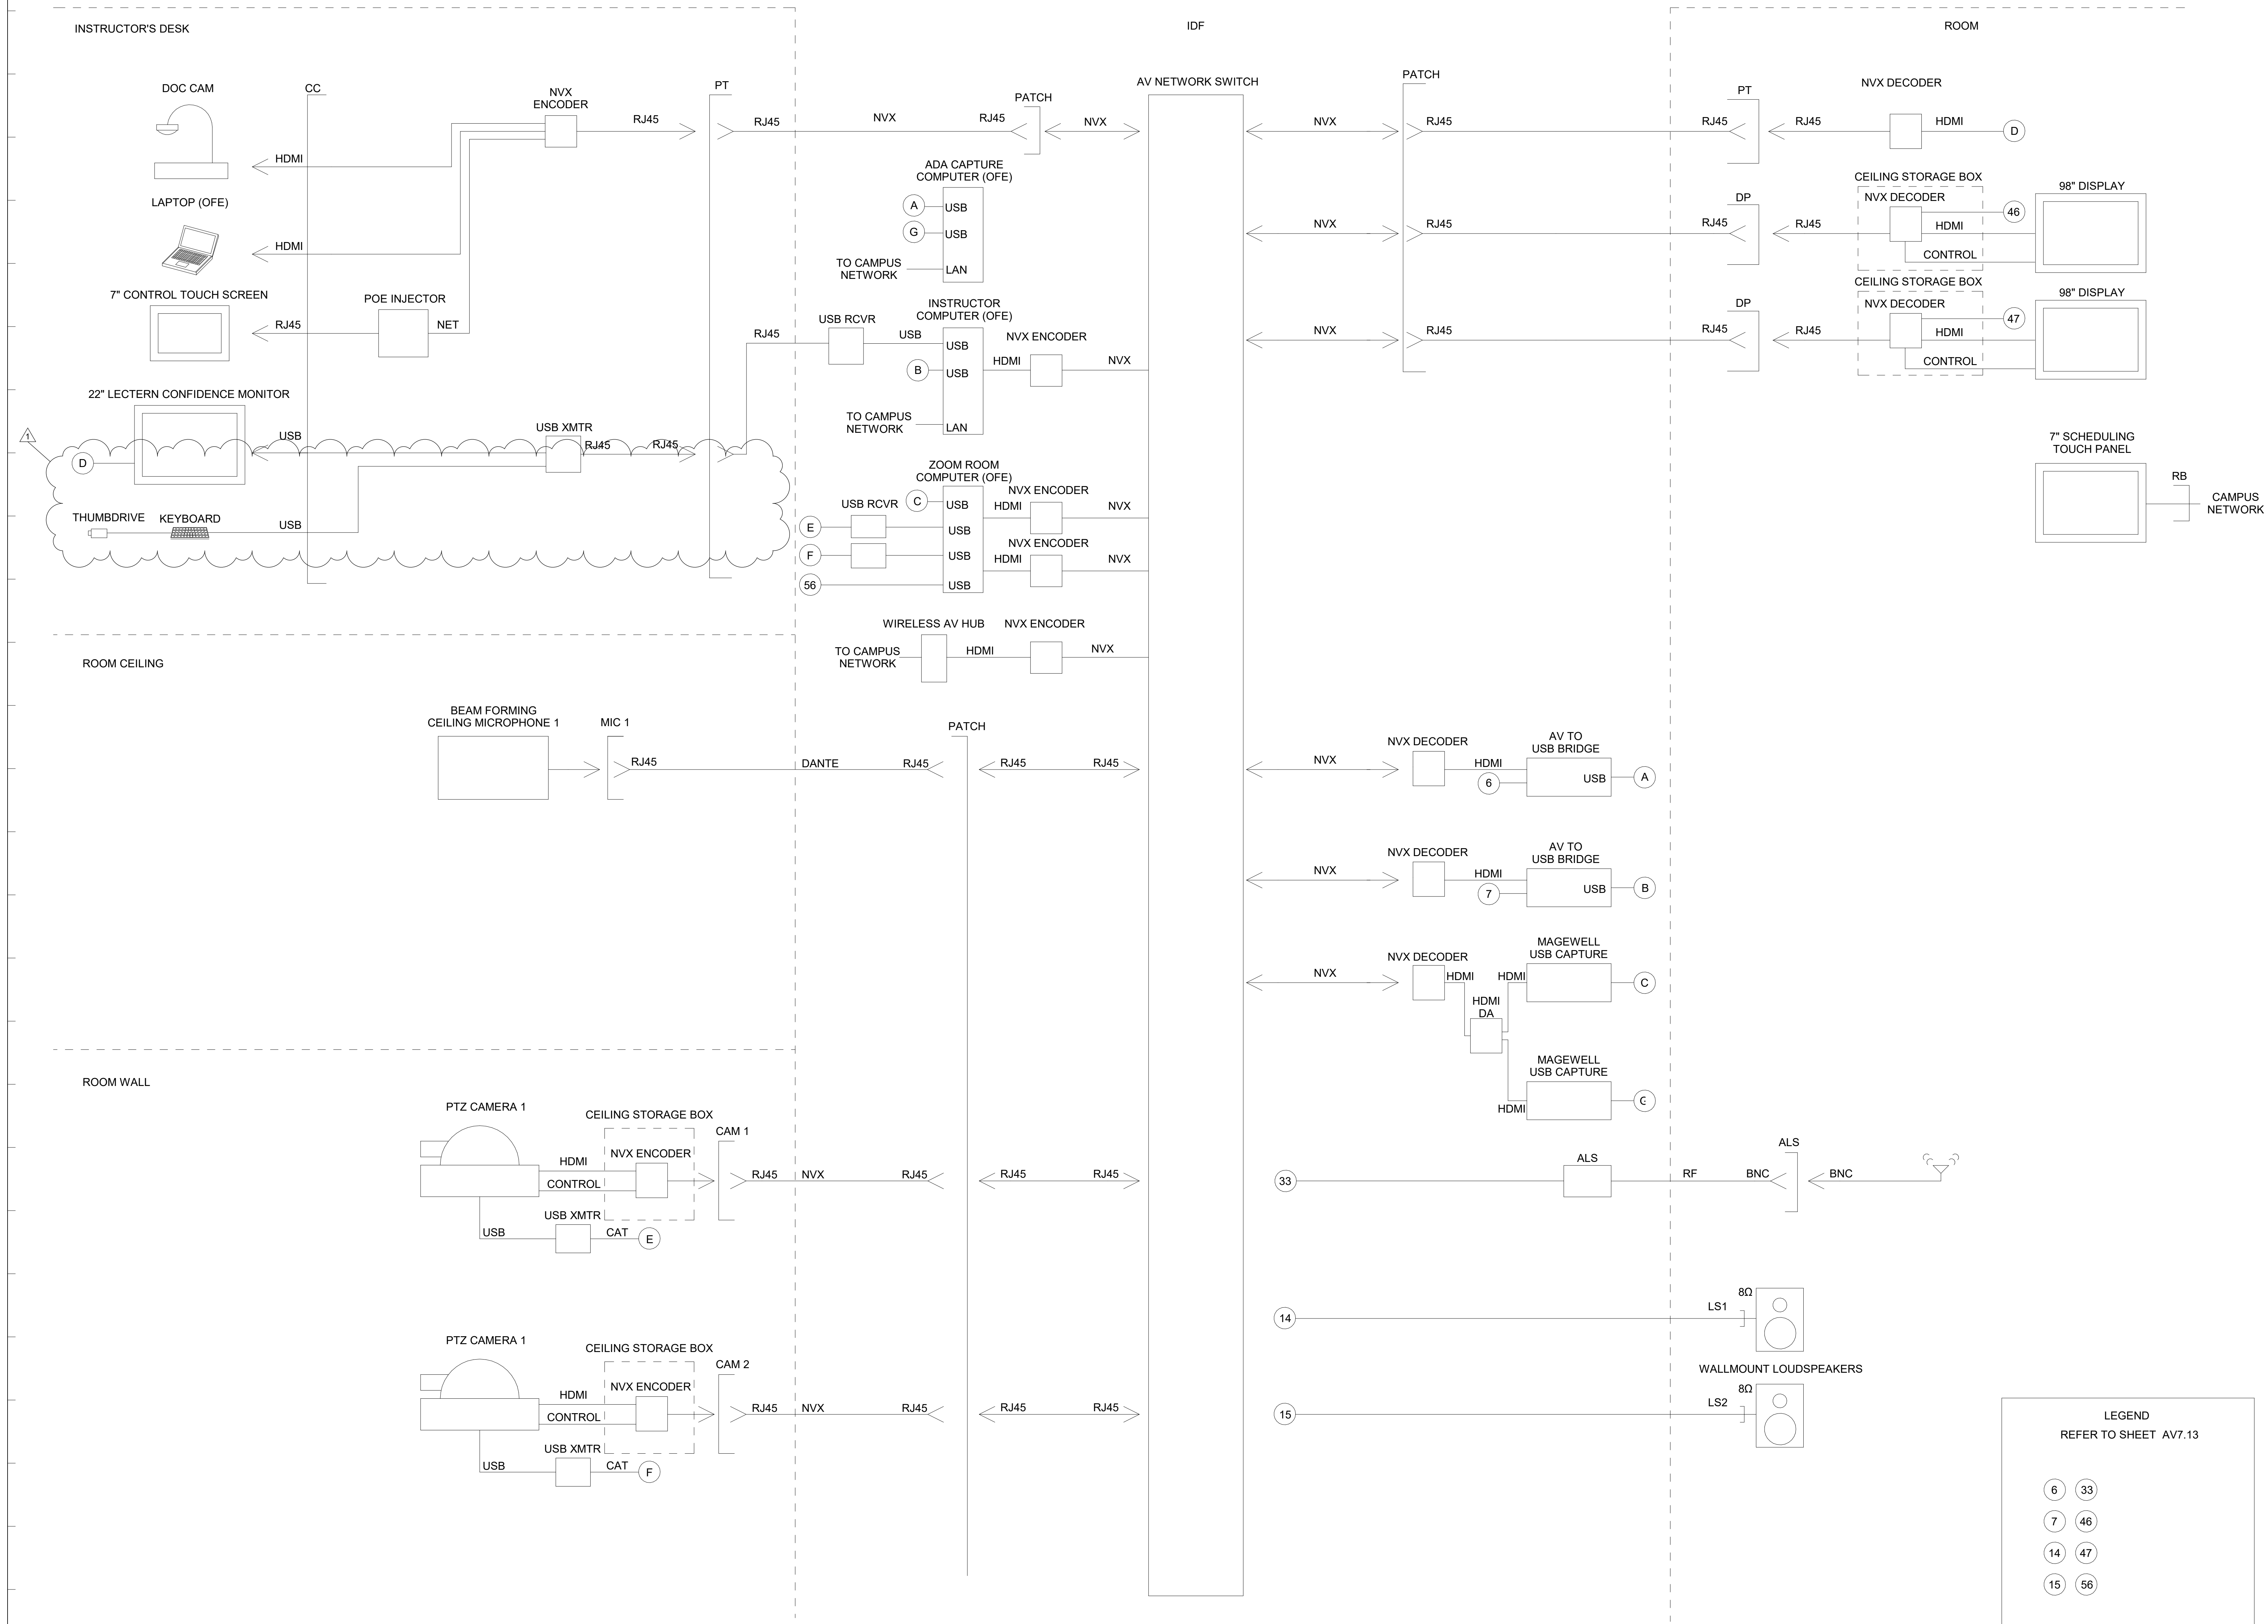 INSTRUCTOR'S DESK
DOC CAM
CC
NVX
ENCODER
PT
RJ45
RJ45
HDMI
LAPTOP (OFE)
HDMI
7" CONTROL TOUCH SCREEN
POE INJECTOR
RJ45
NET
RJ45
22" LECTERN CONFIDENCE MONITOR
1
USB
USB XMTR
RJ45
RJ45
D
THUMBDRIVE
KEYBOARD
USB
ROOM CEILING
BEAM FORMING
CEILING MICROPHONE 1
MIC 1
RJ45
DANTE
RJ45
ROOM WALL
PTZ CAMERA 1
CEILING STORAGE BOX
CAM 1
HDMI
NVX ENCODER
CONTROL
RJ45
NVX
RJ45
USB XMTR
USB
CAT
E
PTZ CAMERA 1
CEILING STORAGE BOX
CAM 2
HDMI
NVX ENCODER
CONTROL
RJ45
NVX
RJ45
USB XMTR
USB
CAT
F
IDF
AV NETWORK SWITCH
PATCH
NVX
RJ45
NVX
ADA CAPTURE
COMPUTER (OFE)
A
USB
G
USB
TO CAMPUS
NETWORK
LAN
INSTRUCTOR
COMPUTER (OFE)
USB RCVR
USB
USB
NVX ENCODER
HDMI
NVX
B
USB
TO CAMPUS
NETWORK
LAN
ZOOM ROOM
COMPUTER (OFE)
C
USB
NVX ENCODER
HDMI
NVX
USB RCVR
E
USB
F
USB
NVX ENCODER
HDMI
NVX
56
USB
WIRELESS AV HUB
NVX ENCODER
TO CAMPUS
NETWORK
HDMI
NVX
PATCH
RJ45
RJ45
RJ45
RJ45
RJ45
RJ45
PATCH
NVX
RJ45
NVX
RJ45
NVX
RJ45
NVX
NVX DECODER
HDMI
6
AV TO
USB BRIDGE
USB
A
NVX
NVX DECODER
HDMI
7
AV TO
USB BRIDGE
USB
B
NVX
NVX DECODER
HDMI
HDMI
DA
HDMI
MAGEWELL
USB CAPTURE
C
MAGEWELL
USB CAPTURE
HDMI
G
33
ALS
RF
BNC
14
15
ROOM
PT
NVX DECODER
RJ45
RJ45
HDMI
D
CEILING STORAGE BOX
98" DISPLAY
DP
NVX DECODER
46
RJ45
RJ45
HDMI
CONTROL
CEILING STORAGE BOX
98" DISPLAY
DP
NVX DECODER
47
RJ45
RJ45
HDMI
CONTROL
7" SCHEDULING
TOUCH PANEL
RB
CAMPUS
NETWORK
ALS
BNC
8Ω
LS1
WALLMOUNT LOUDSPEAKERS
8Ω
LS2
LEGEND
REFER TO SHEET AV7.13
6 33
7 46
14 47
15 56